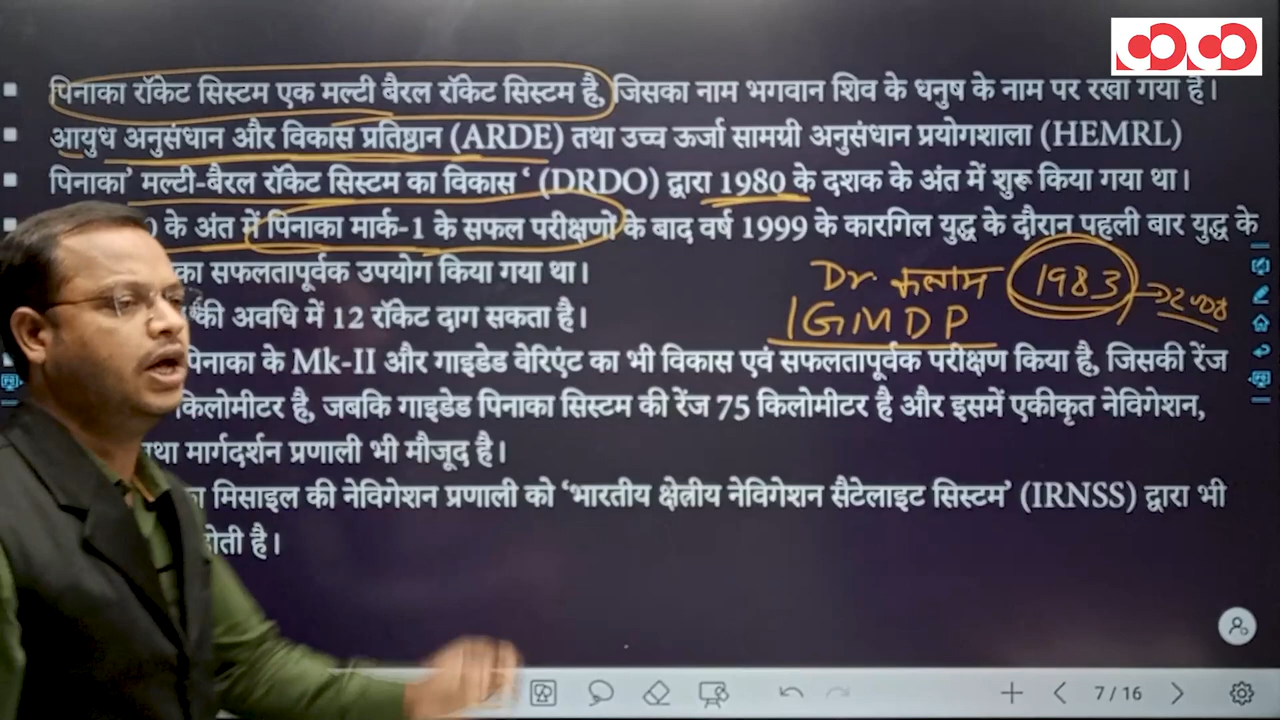 पिनाका रॉकेट सिस्टम एक मल्टी बैरल रॉकेट सिस्टम है, जिसका नाम भगवान शिव के धनुष के नाम पर रखा गया है।
आयुध अनुसंधान और विकास प्रतिष्ठान (ARDE) तथा उच्च ऊर्जा सामग्री अनुसंधान प्रयोगशाला (HEMRL)
पिनाका' मल्टी-बैरल रॉकेट सिस्टम का विकास ‘ (DRDO) द्वारा 1980 के दशक के अंत में शुरू किया गया था।
के अंत में पिनाका मार्क-1 के सफल परीक्षणों के बाद वर्ष 1999 के कारगिल युद्ध के दौरान पहली बार युद्ध के
का सफलतापूर्वक उपयोग किया गया था।
Dr. कलाम 1983 → 2008
IGMDP
की अवधि में 12 रॉकेट दाग सकता है।
पिनाका के Mk-II और गाइडेड वेरिएंट का भी विकास एवं सफलतापूर्वक परीक्षण किया है, जिसकी रेंज
किलोमीटर है, जबकि गाइडेड पिनाका सिस्टम की रेंज 75 किलोमीटर है और इसमें एकीकृत नेविगेशन,
तथा मार्गदर्शन प्रणाली भी मौजूद है।
मिसाइल की नेविगेशन प्रणाली को ‘भारतीय क्षेत्रीय नेविगेशन सैटेलाइट सिस्टम’ (IRNSS) द्वारा भी
होती है।
7 / 16